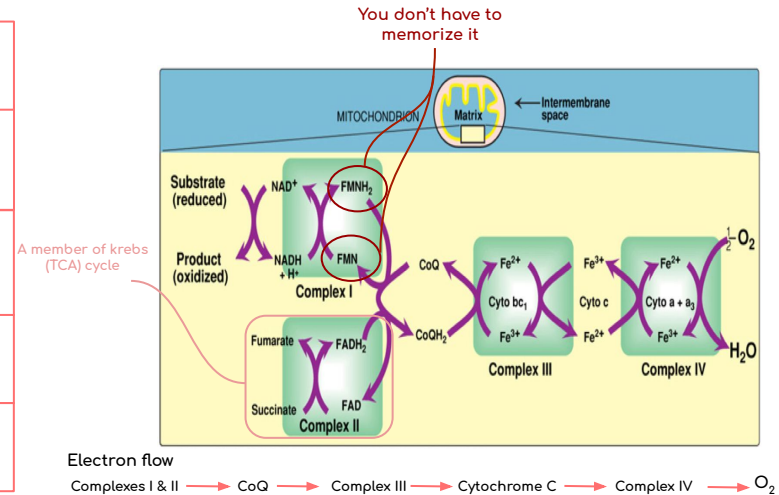 You don't have to
memorize it
MITOCHONDRION
Matrix
Intermembrane
space
Substrate
(reduced)
NAD⁺
FMNH₂
A member of krebs
(TCA) cycle
Product
(oxidized)
NADH
+ H⁺
FMN
Complex I
CoQ
CoQH₂
Fe²⁺
Cyto bc₁
Fe³⁺
Complex III
Fe³⁺
Cyto c
Fe²⁺
Fe²⁺
Cyto a + a₃
Fe³⁺
Complex IV
½ O₂
H₂O
Fumarate
FADH₂
Succinate
FAD
Complex II
Electron flow
Complexes I & II → CoQ → Complex III → Cytochrome C → Complex IV → O₂